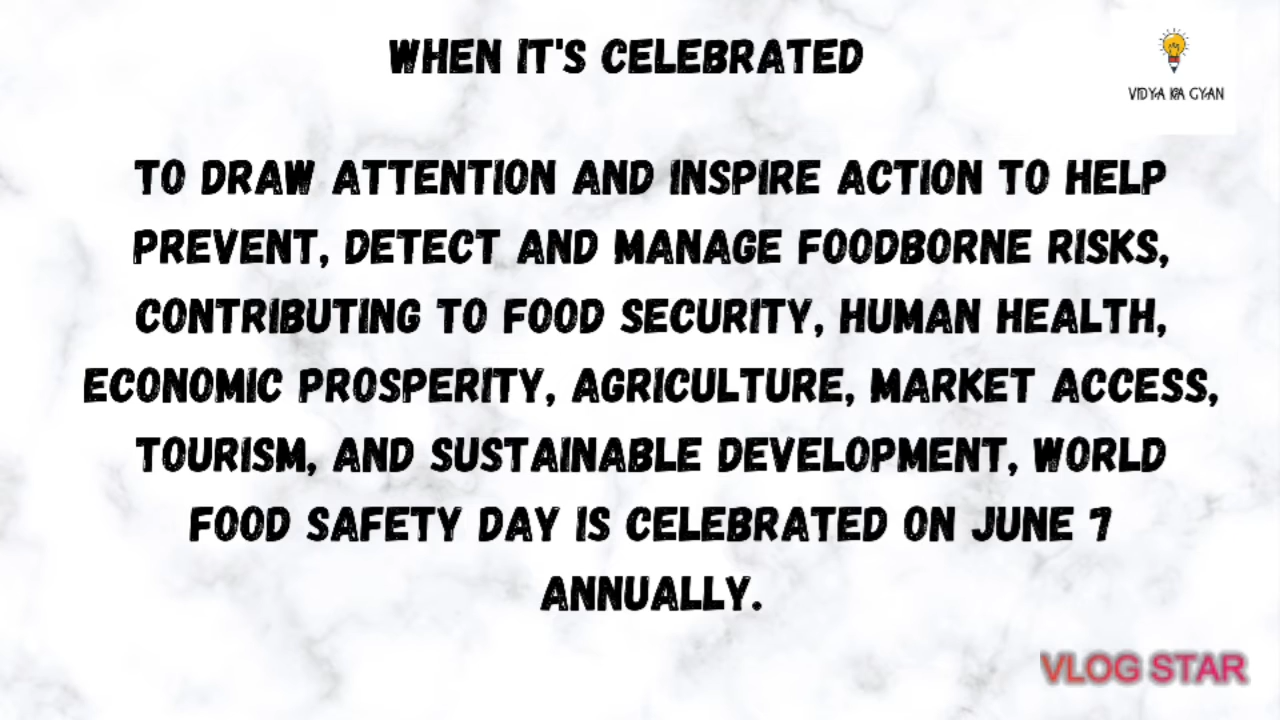 WHEN IT'S CELEBRATED
VIDYA KA GYAN
TO DRAW ATTENTION AND INSPIRE ACTION TO HELP
PREVENT, DETECT AND MANAGE FOODBORNE RISKS,
CONTRIBUTING TO FOOD SECURITY, HUMAN HEALTH,
ECONOMIC PROSPERITY, AGRICULTURE, MARKET ACCESS,
TOURISM, AND SUSTAINABLE DEVELOPMENT, WORLD
FOOD SAFETY DAY IS CELEBRATED ON JUNE 7
ANNUALLY.
VLOG STAR